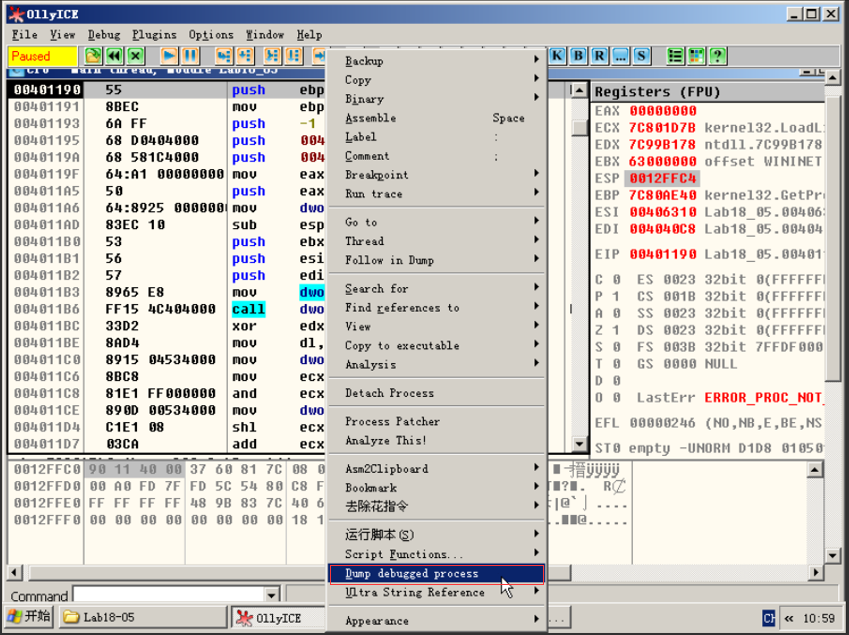 OllyICE
File View Debug Plugins Options Window Help
Paused
K B R ... S ?
00401190 55 push ebp
00401191 8BEC mov ebp
00401193 6A FF push -1
00401195 68 D0404000 push 004
0040119A 68 581C4000 push 004
0040119F 64:A1 00000000 mov eax
004011A5 50 push eax
004011A6 64:8925 000000 mov dwo
004011AD 83EC 10 sub esp
004011B0 53 push ebx
004011B1 56 push esi
004011B2 57 push edi
004011B3 8965 E8 mov dwo
004011B6 FF15 4C404000 call dwo
004011BC 33D2 xor edx
004011BE 8AD4 mov dl,
004011C0 8915 04534000 mov dwo
004011C6 8BC8 mov ecx
004011C8 81E1 FF000000 and ecx
004011CE 890D 00534000 mov dwo
004011D4 C1E1 08 shl ecx
004011D7 03CA add ecx
Backup
Copy
Binary
Assemble Space
Label :
Comment ;
Breakpoint
Run trace
Go to
Thread
Follow in Dump
Search for
Find references to
View
Copy to executable
Analysis
Detach Process
Process Patcher
Analyze This!
Asm2Clipboard
Bookmark
去除花指令
运行脚本(S)
Script Functions...
Dump debugged process
Ultra String Reference
Appearance
Registers (FPU)
EAX 00000000
ECX 7C801D7B kernel32.LoadLi
EDX 7C99B178 ntdll.7C99B178
EBX 63000000 offset WININET
ESP 0012FFC4
EBP 7C80AE40 kernel32.GetPro
ESI 00406310 Lab18_05.00406
EDI 004040C8 Lab18_05.00404
EIP 00401190 Lab18_05.00401
C 0 ES 0023 32bit 0(FFFFFF
P 1 CS 001B 32bit 0(FFFFFF
A 0 SS 0023 32bit 0(FFFFFF
Z 1 DS 0023 32bit 0(FFFFFF
S 0 FS 003B 32bit 7FFDF000
T 0 GS 0000 NULL
D 0
O 0 LastErr ERROR_PROC_NOT_
EFL 00000246 (NO,NB,E,BE,NS
ST0 empty -UNORM D1D8 01050
0012FFC0 90 11 40 00 37 60 81 7C 08 0
0012FFD0 00 A0 FD 7F FD 5C 54 80 C8 F
0012FFE0 FF FF FF FF 48 9B 83 7C 40 6
0012FFF0 00 00 00 00 00 00 00 00 18 1
Command
开始 Lab18-05 OllyICE CH « 10:59